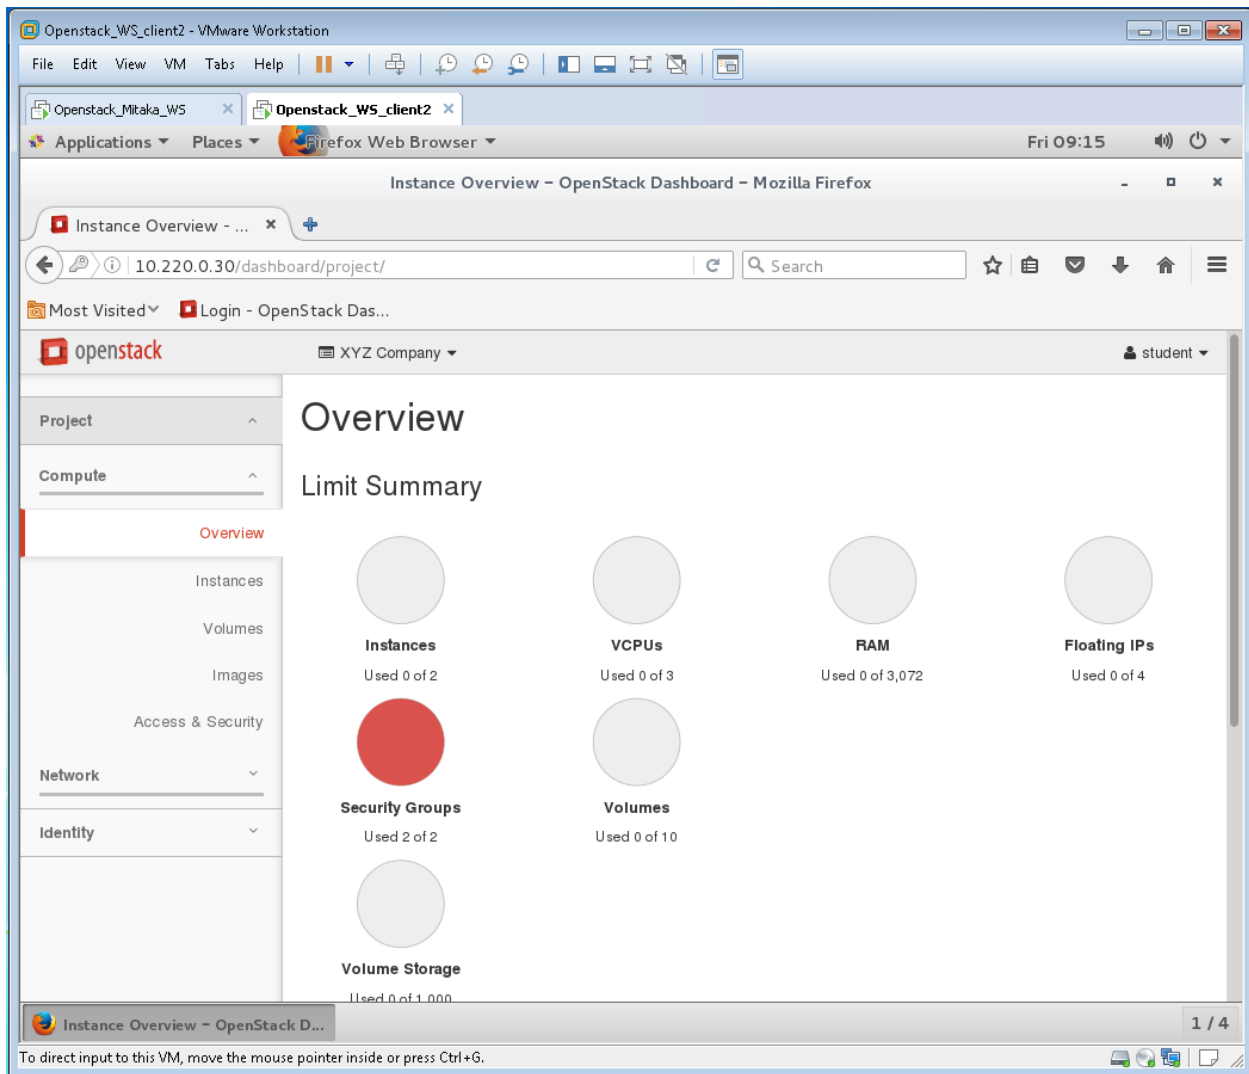 Openstack_WS_client2 - VMware Workstation
File Edit View VM Tabs Help
Openstack_Mitaka_WS Openstack_WS_client2
Applications Places Firefox Web Browser Fri 09:15
Instance Overview - OpenStack Dashboard - Mozilla Firefox
Instance Overview - ...
10.220.0.30/dashboard/project/ Search
Most Visited Login - OpenStack Das...
openstack XYZ Company student
Project
Compute
Overview
Instances
Volumes
Images
Access & Security
Network
Identity
Overview
Limit Summary
Instances VCPUs RAM Floating IPs
Used 0 of 2 Used 0 of 3 Used 0 of 3,072 Used 0 of 4
Security Groups Volumes
Used 2 of 2 Used 0 of 10
Volume Storage
Used 0 of 1,000
Instance Overview - OpenStack D... 1 / 4
To direct input to this VM, move the mouse pointer inside or press Ctrl+G.